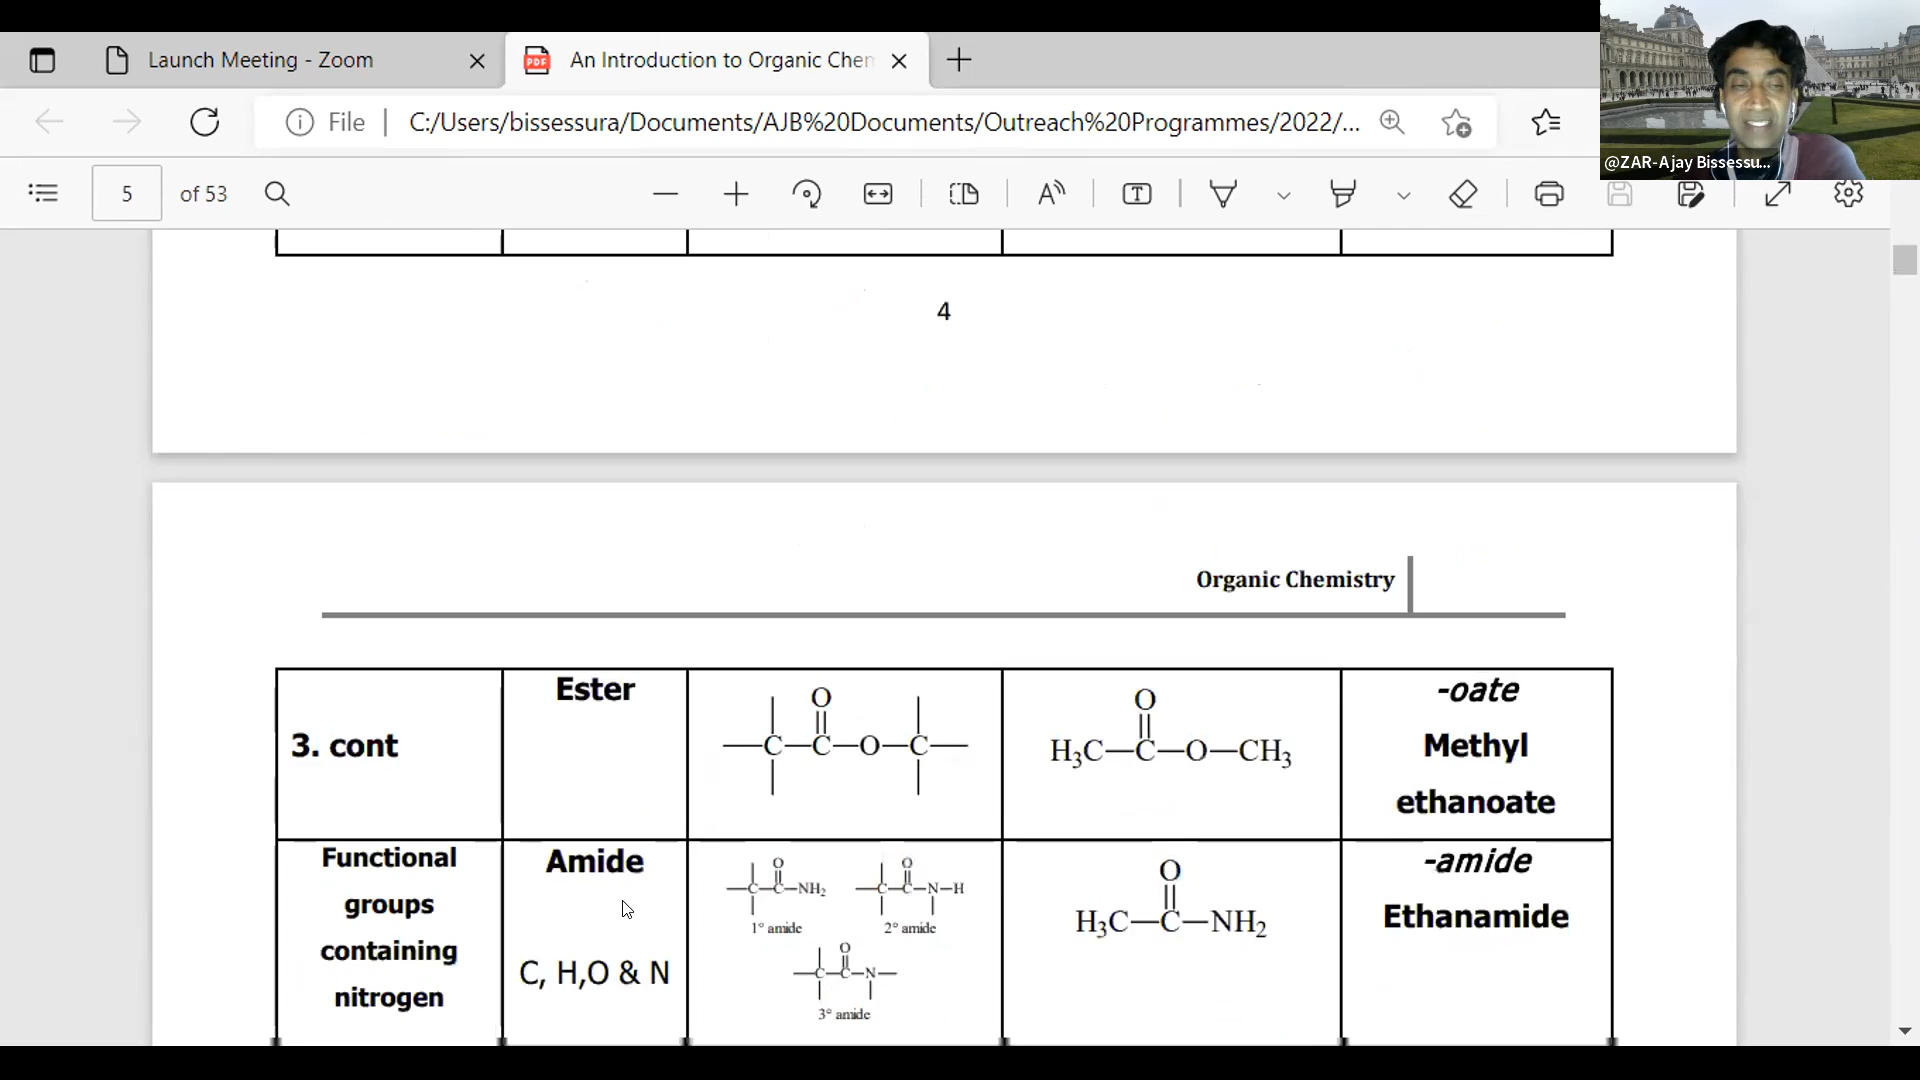 Launch Meeting - Zoom
An Introduction to Organic Chem
File
C:/Users/bissessura/Documents/AJB%20Documents/Outreach%20Programmes/2022/...
@ZAR-Ajay Bissessu...
5 of 53
4
Organic Chemistry
3. cont
Ester
O
C—C—O—C
O
H₃C—C—O—CH₃
-oate
Methyl
ethanoate
Functional
groups
containing
nitrogen
Amide
C, H,O & N
O
C—C—NH₂
1° amide
O
C—C—N—H
2° amide
O
C—C—N
3° amide
O
H₃C—C—NH₂
-amide
Ethanamide